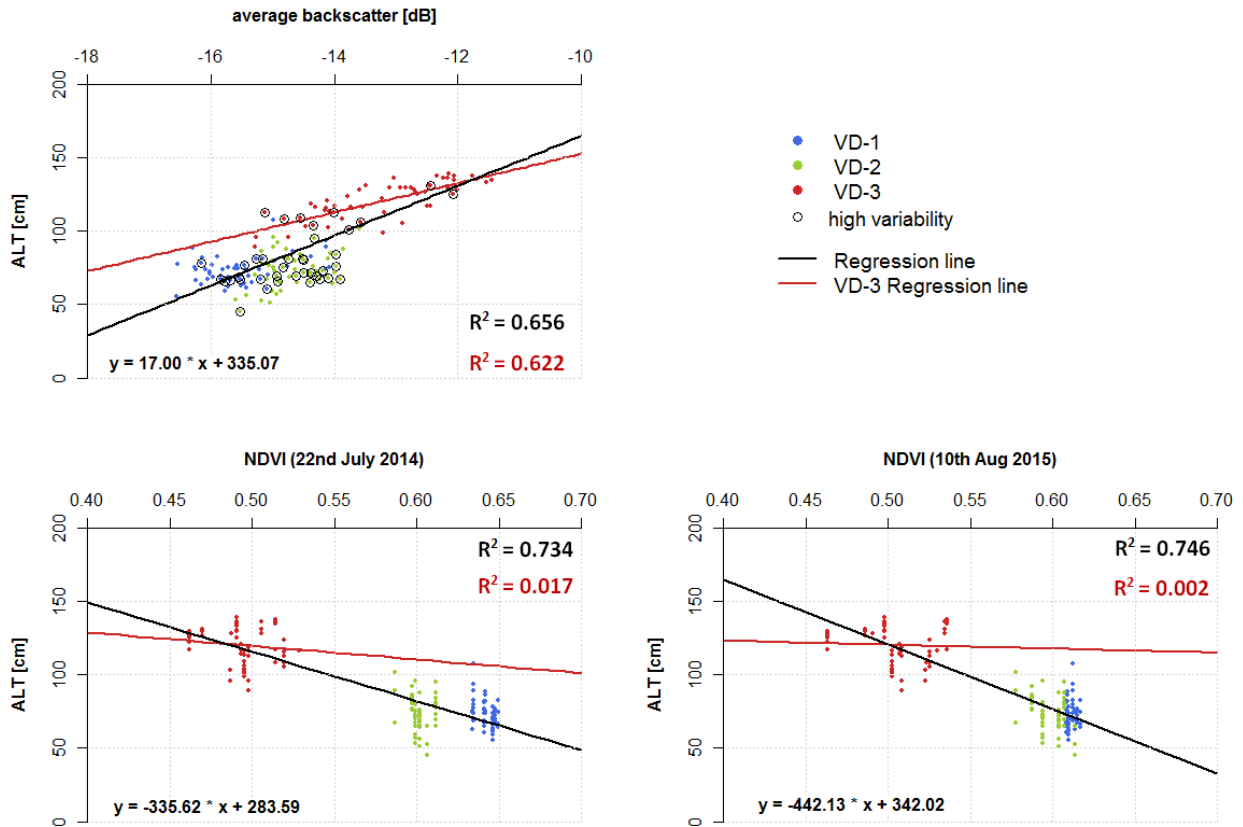 average backscatter [dB]
-18 -16 -14 -12 -10
ALT [cm]
200
150
100
50
0
R² = 0.656
R² = 0.622
y = 17.00 * x + 335.07
VD-1
VD-2
VD-3
high variability
Regression line
VD-3 Regression line
NDVI (22nd July 2014)
0.40 0.45 0.50 0.55 0.60 0.65 0.70
ALT [cm]
200
150
100
50
0
R² = 0.734
R² = 0.017
y = -335.62 * x + 283.59
NDVI (10th Aug 2015)
0.40 0.45 0.50 0.55 0.60 0.65 0.70
ALT [cm]
200
150
100
50
0
R² = 0.746
R² = 0.002
y = -442.13 * x + 342.02